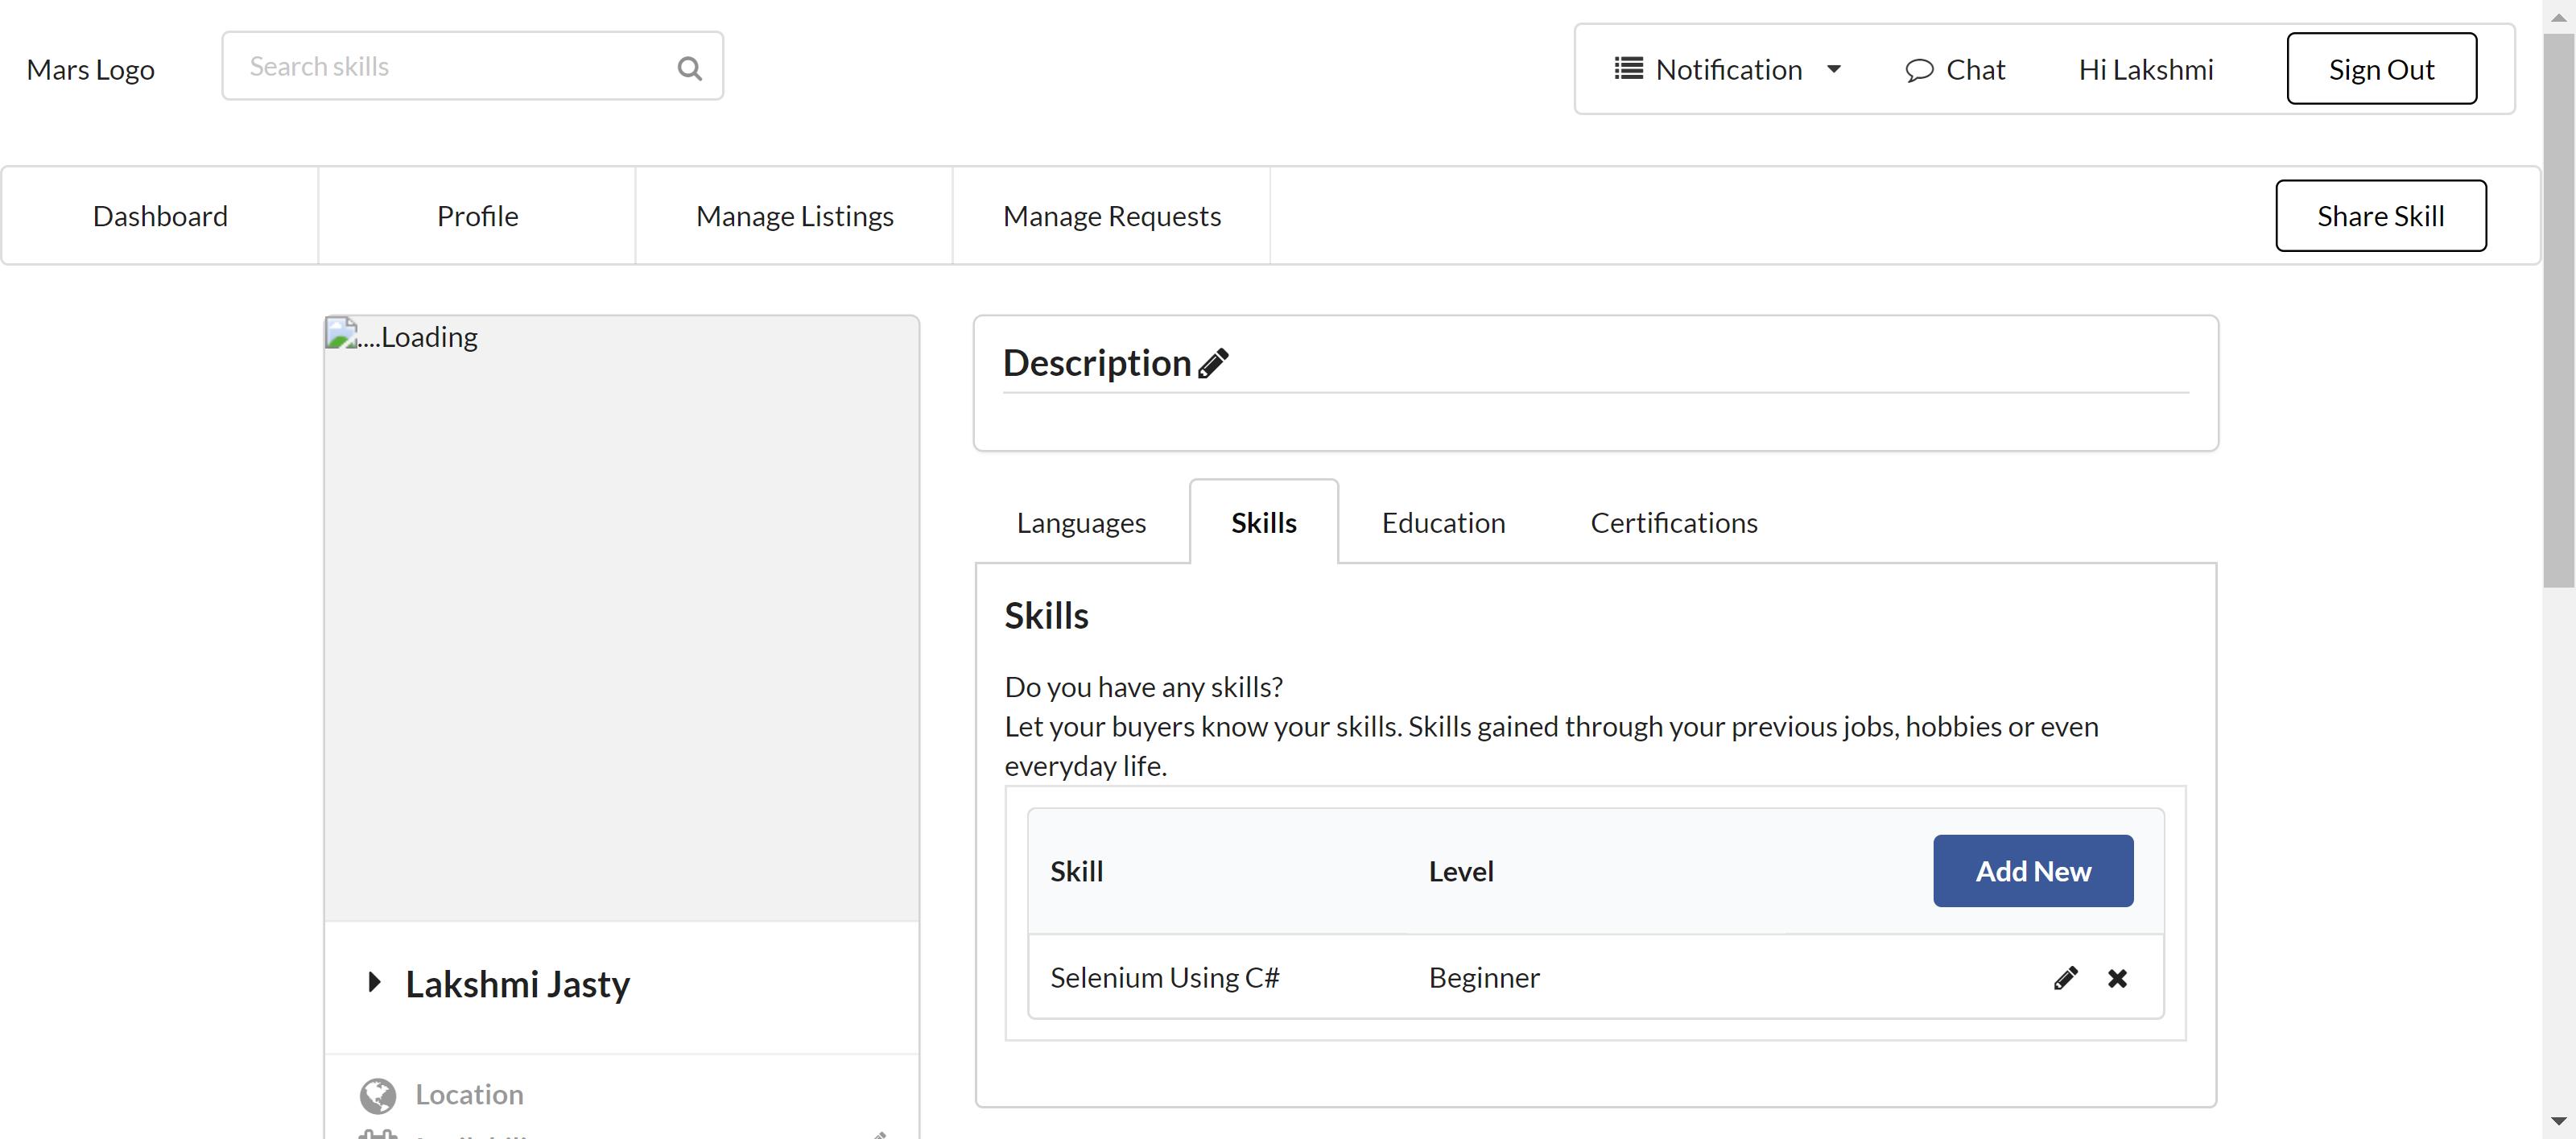 Mars Logo
Search skills
Notification
Chat
Hi Lakshmi
Sign Out
Dashboard
Profile
Manage Listings
Manage Requests
Share Skill
....Loading
Lakshmi Jasty
Location
Description
Languages
Skills
Education
Certifications
Skills
Do you have any skills?
Let your buyers know your skills. Skills gained through your previous jobs, hobbies or even
everyday life.
Skill Level Add New
Selenium Using C# Beginner